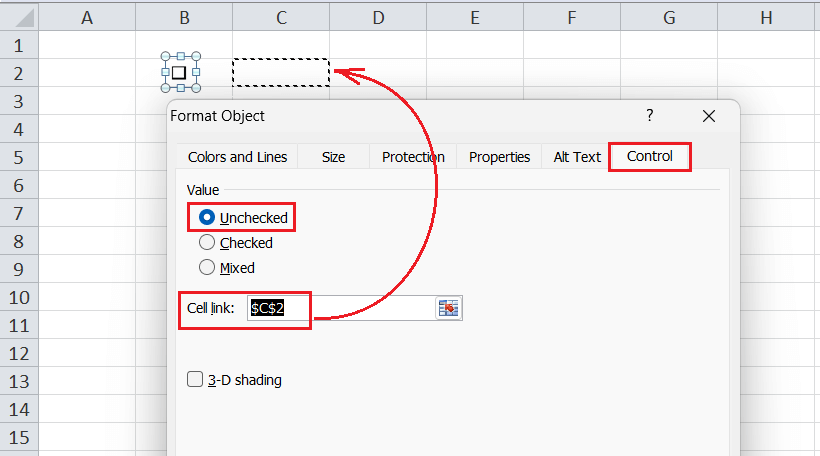 A B C D E F G H
1
2
3
Format Object ? ×
4
5
Colors and Lines Size Protection Properties Alt Text Control
6
Value
7
Unchecked
8
Checked
9
Mixed
10
Cell link: $C$2
11
12
13
3-D shading
14
15